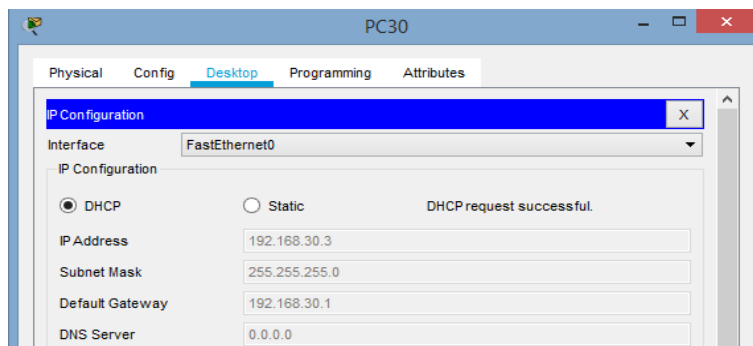 PC30
Physical Config Desktop Programming Attributes
IP Configuration X
Interface FastEthernet0
IP Configuration
DHCP Static DHCP request successful.
IP Address 192.168.30.3
Subnet Mask 255.255.255.0
Default Gateway 192.168.30.1
DNS Server 0.0.0.0